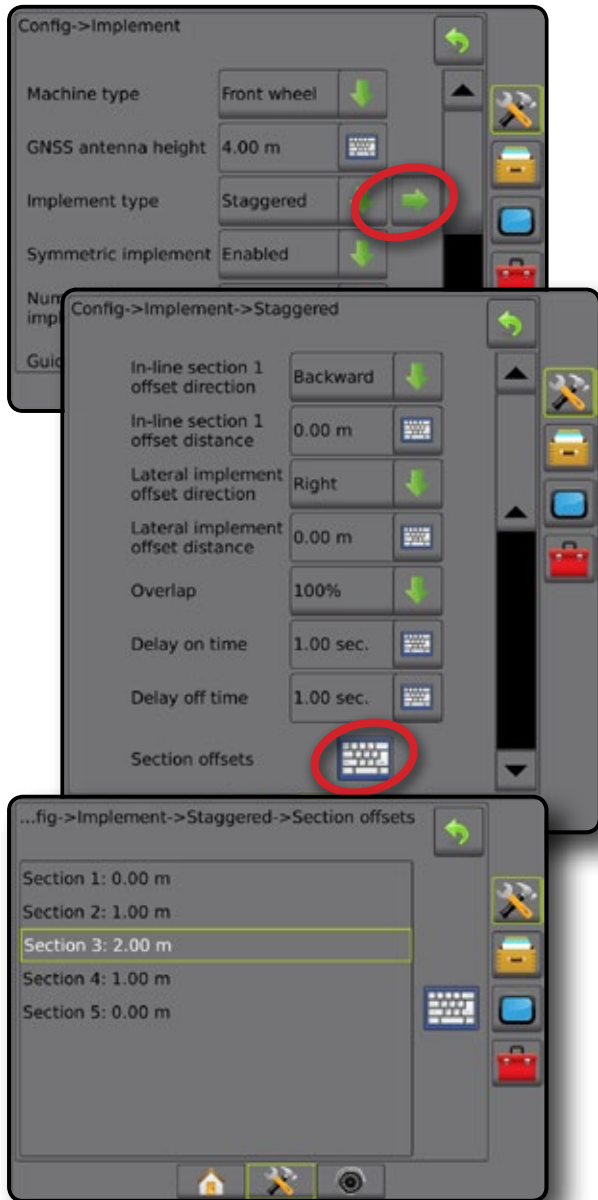 Config->Implement
Machine type Front wheel
GNSS antenna height 4.00 m
Implement type Staggered
Symmetric implement Enabled
Num
impl
Guid
Config->Implement->Staggered
In-line section 1
offset direction Backward
In-line section 1
offset distance 0.00 m
Lateral implement
offset direction Right
Lateral implement
offset distance 0.00 m
Overlap 100%
Delay on time 1.00 sec.
Delay off time 1.00 sec.
Section offsets
...fig->Implement->Staggered->Section offsets
Section 1: 0.00 m
Section 2: 1.00 m
Section 3: 2.00 m
Section 4: 1.00 m
Section 5: 0.00 m